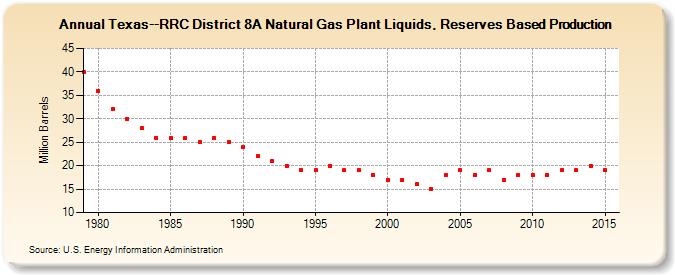 Annual Texas--RRC District 8A Natural Gas Plant Liquids, Reserves Based Production
Million Barrels
45
40
35
30
25
20
15
10
1980 1985 1990 1995 2000 2005 2010 2015
Source: U.S. Energy Information Administration